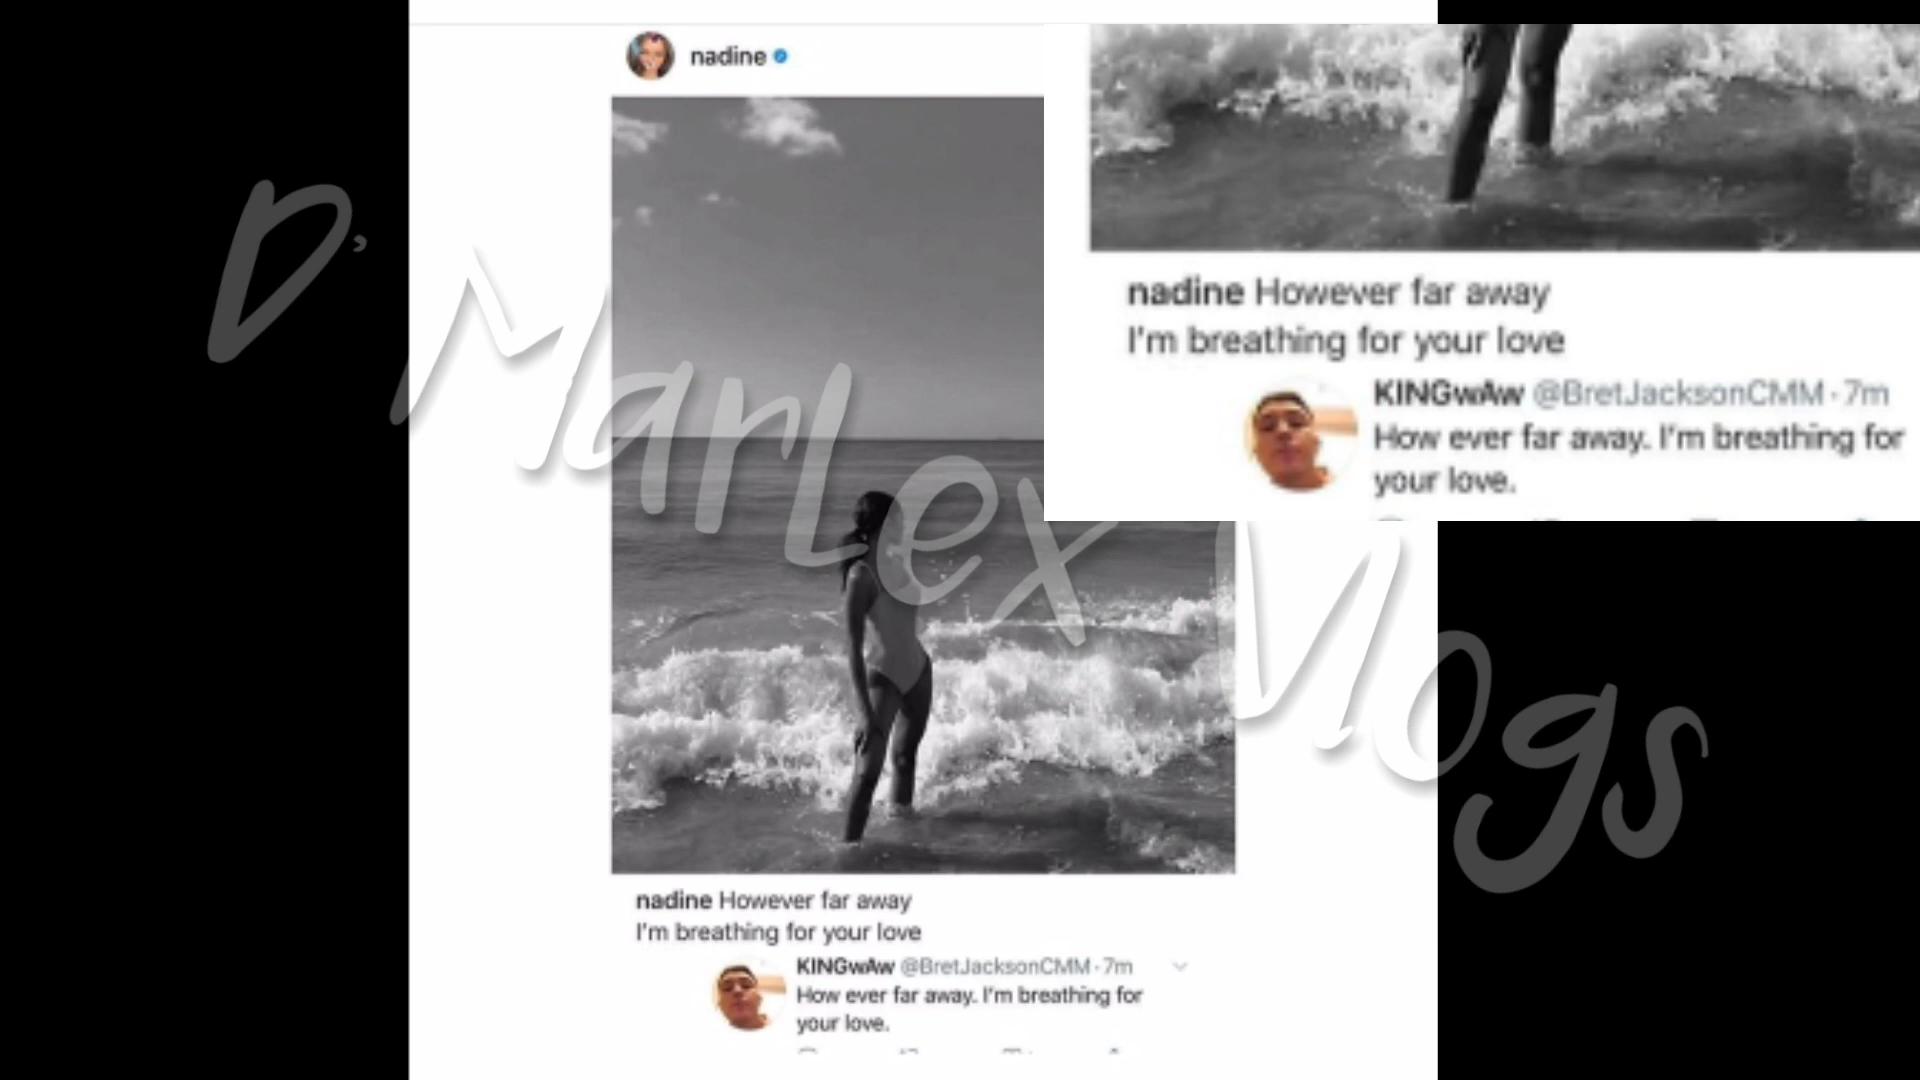 nadine
nadine However far away
I'm breathing for your love
KINGwAw @BretJacksonCMM · 7m
How ever far away. I'm breathing for
your love.
nadine However far away
I'm breathing for your love
KINGwAw @BretJacksonCMM · 7m
How ever far away. I'm breathing for
your love.
D' Marlex Vlogs